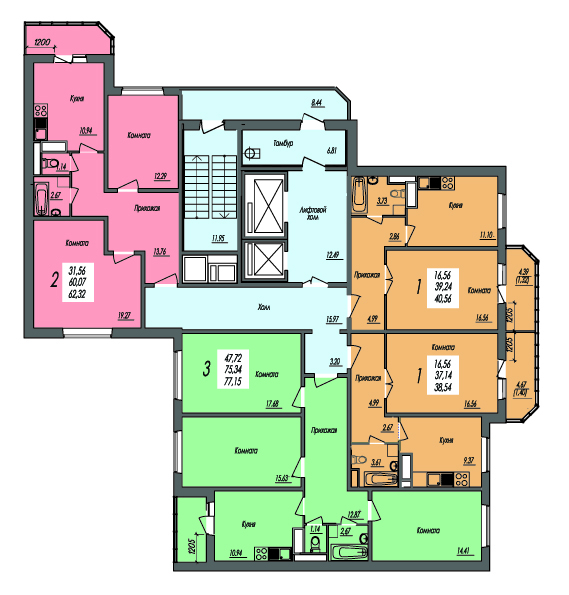 1200
Кухня
10.94
Комната
12.29
1.14
2.67
Прихожая
13.76
Комната
2
31,56
60,07
62,32
19.27
8.44
Тамбур
6.81
11.95
Лифтовой
холл
12.49
Холл
15.97
3.20
3.73
2.86
Кухня
11.10
Прихожая
4.99
1
16,56
39,24
40,56
Комната
16.56
4.39
(1.32)
1205
1205
Комната
1
16,56
37,14
38,54
16.56
4.67
(1.40)
Прихожая
4.99
2.67
3.61
Кухня
9.37
3
47,72
75,34
77,15
Комната
17.68
Комната
15.63
Прихожая
12.87
1205
Кухня
10.94
1.14
2.67
Комната
14.41